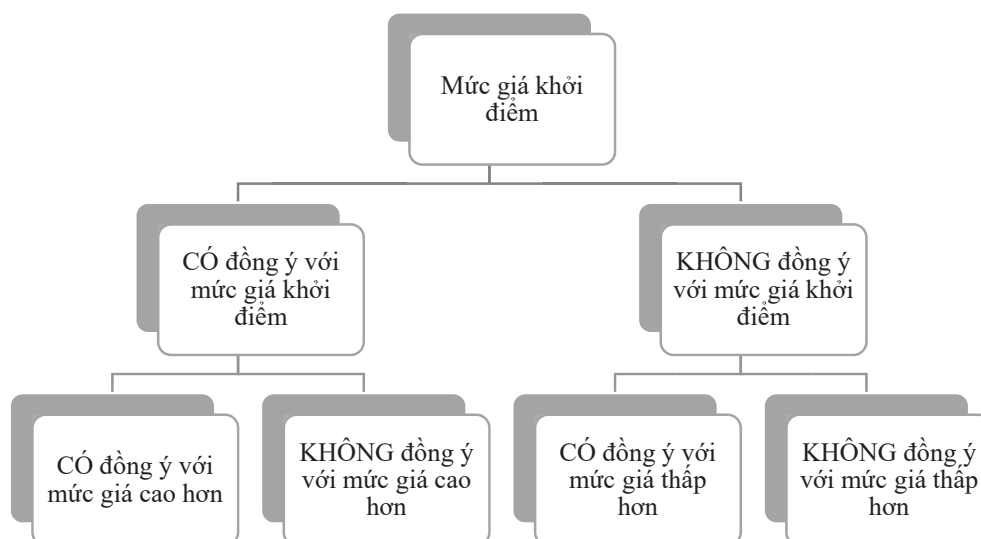 Mức giá khởi
điểm
CÓ đồng ý với
mức giá khởi
điểm
KHÔNG đồng ý
với mức giá khởi
điểm
CÓ đồng ý với
mức giá cao hơn
KHÔNG đồng ý
với mức giá cao
hơn
CÓ đồng ý với
mức giá thấp
hơn
KHÔNG đồng ý
với mức giá thấp
hơn